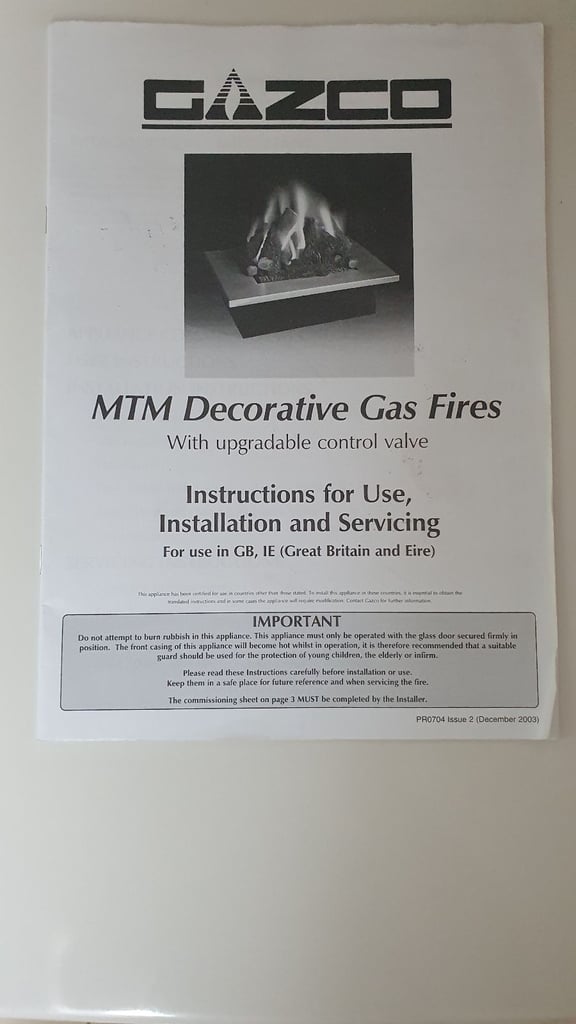 GAZCO
MTM Decorative Gas Fires
With upgradable control valve
Instructions for Use,
Installation and Servicing
For use in GB, IE (Great Britain and Eire)
This appliance has been certified for use in countries other than those stated. To install this appliance in these countries, it is essential to obtain the
translated instructions and in some cases the appliance will require modification. Contact Gazco for further information.
IMPORTANT
Do not attempt to burn rubbish in this appliance. This appliance must only be operated with the glass door secured firmly in
position. The front casing of this appliance will become hot whilst in operation, it is therefore recommended that a suitable
guard should be used for the protection of young children, the elderly or infirm.
Please read these Instructions carefully before installation or use.
Keep them in a safe place for future reference and when servicing the fire.
The commissioning sheet on page 3 MUST be completed by the Installer.
PR0704 Issue 2 (December 2003)